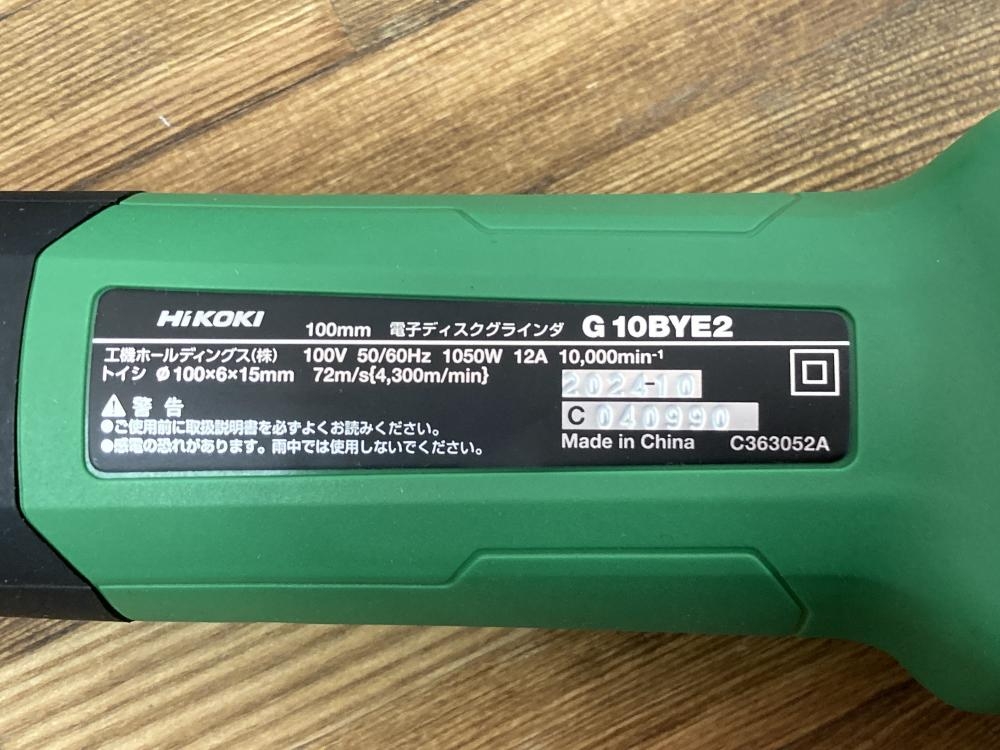 HiKOKI 100mm 電子ディスクグラインダ G 10BYE2
工機ホールディングス(株) 100V 50/60Hz 1050W 12A 10,000min⁻¹
トイシ φ100×6×15mm 72m/s{4,300m/min}
2024-10
警告
C 040990
●ご使用前に取扱説明書を必ずよくお読みください。
●感電の恐れがあります。雨中では使用しないでください。
Made in China C363052A